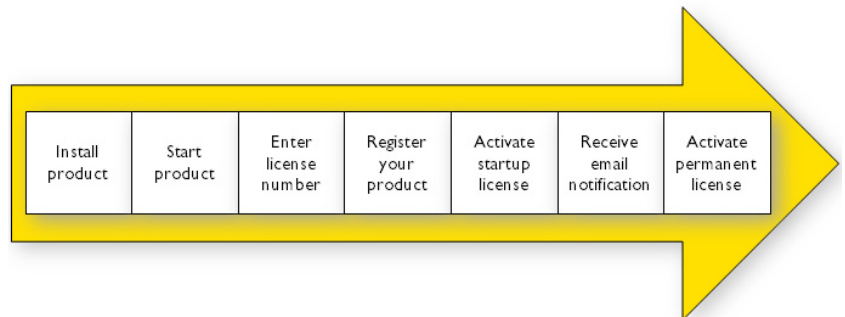 Install
product
Start
product
Enter
license
number
Register
your
product
Activate
startup
license
Receive
email
notification
Activate
permanent
license